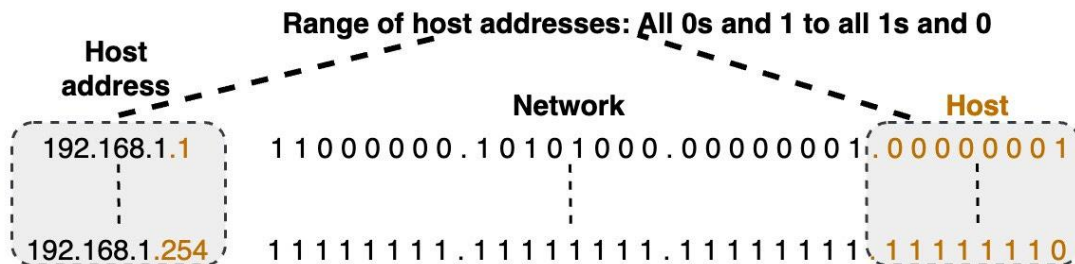 Range of host addresses: All 0s and 1 to all 1s and 0
Host
address
Network
Host
192.168.1.1
11000000.10101000.00000001.00000001
192.168.1.254
11111111.11111111.11111111.11111110